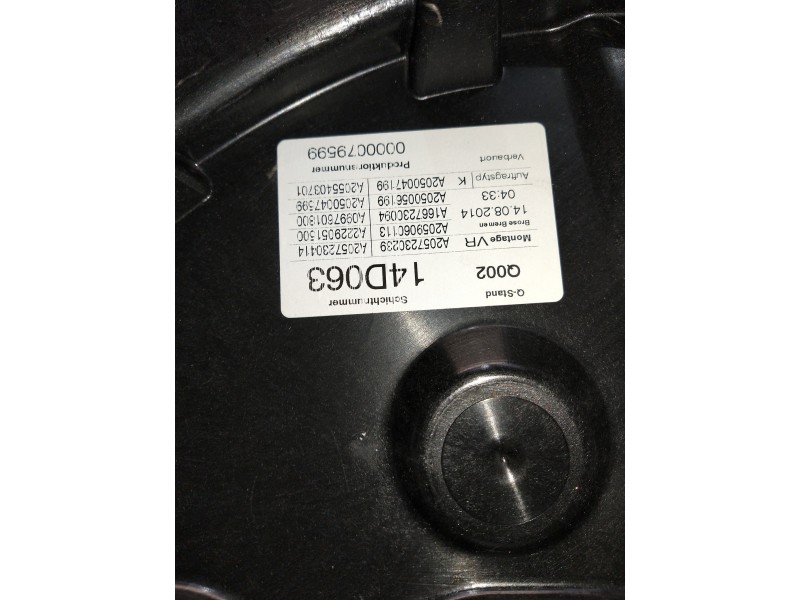 Q-Stand Schichtnummer
Q002 14D063
Montage VR A2057230239 A2057230414
Brose Bremen A2059060113 A2229051500
14.08.2014 A1667230094 A0997601800
04:33 A2050056199 A2050047599
Auftragstyp K A2050047199 A2055403701
Verbauort Produktionsnummer
0000079599